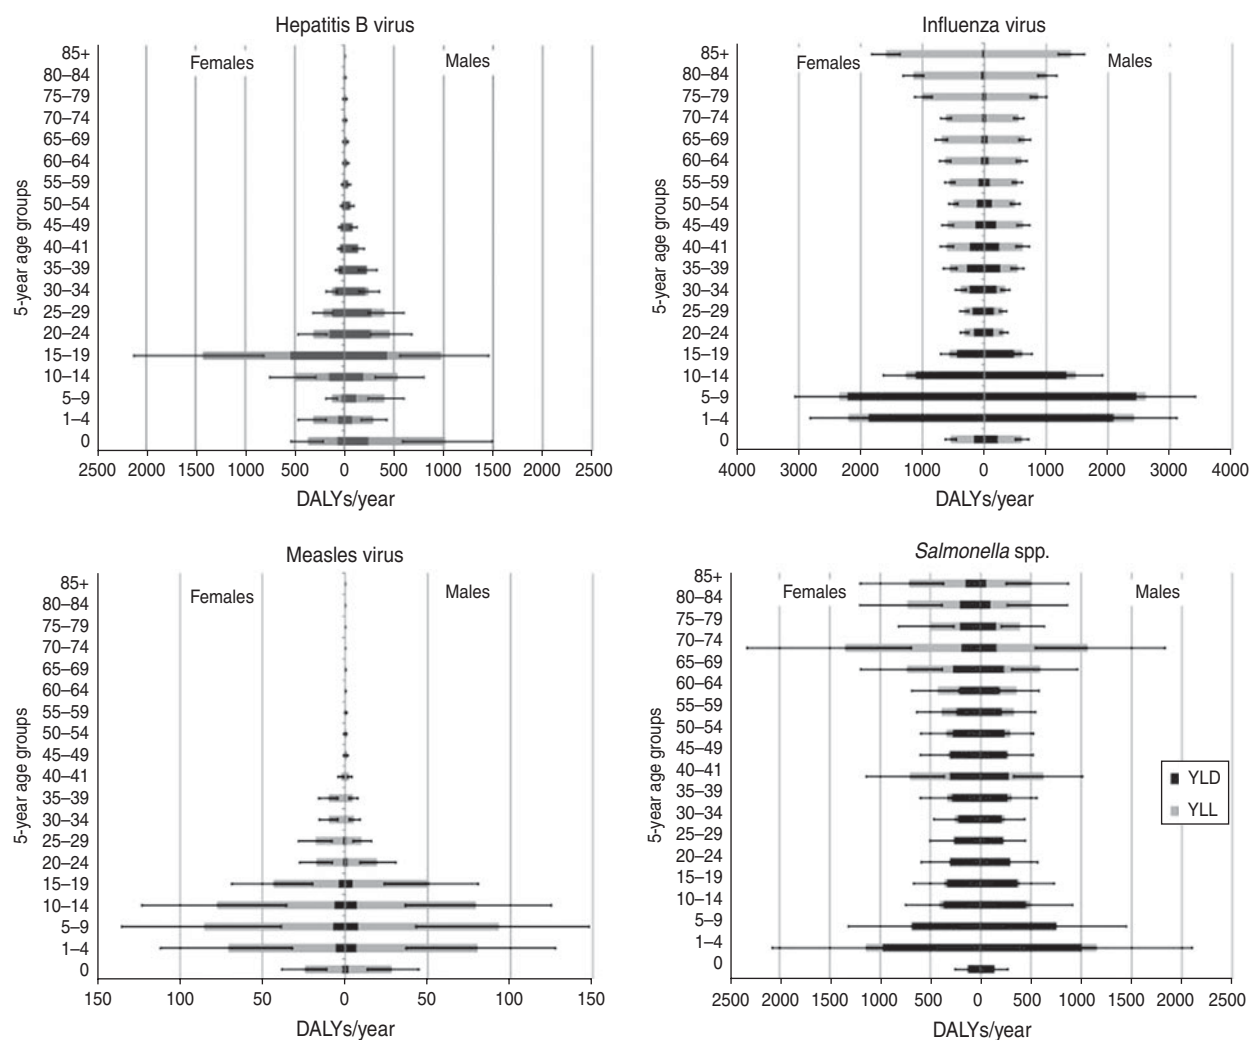 Hepatitis B virus
Females
Males
5-year age groups
85+
80–84
75–79
70–74
65–69
60–64
55–59
50–54
45–49
40–41
35–39
30–34
25–29
20–24
15–19
10–14
5–9
1–4
0
2500 2000 1000 500 0 500 1000 2000 2500
DALYs/year
Influenza virus
Females
Males
5-year age groups
85+
80–84
75–79
70–74
65–69
60–64
55–59
50–54
45–49
40–41
35–39
30–34
25–29
20–24
15–19
10–14
5–9
1–4
0
4000 3000 2000 1000 0 1000 2000 3000 4000
DALYs/year
Measles virus
Females
Males
5-year age groups
85+
80–84
75–79
70–74
65–69
60–64
55–59
50–54
45–49
40–41
35–39
30–34
25–29
20–24
15–19
10–14
5–9
1–4
0
150 100 50 0 50 100 150
DALYs/year
Salmonella spp.
Females
Males
5-year age groups
85+
80–84
75–79
70–74
65–69
60–64
55–59
50–54
45–49
40–41
35–39
30–34
25–29
20–24
15–19
10–14
5–9
1–4
0
2500 2000 1500 1000 500 0 500 1000 1500 2000 2500
DALYs/year
YLD
YLL